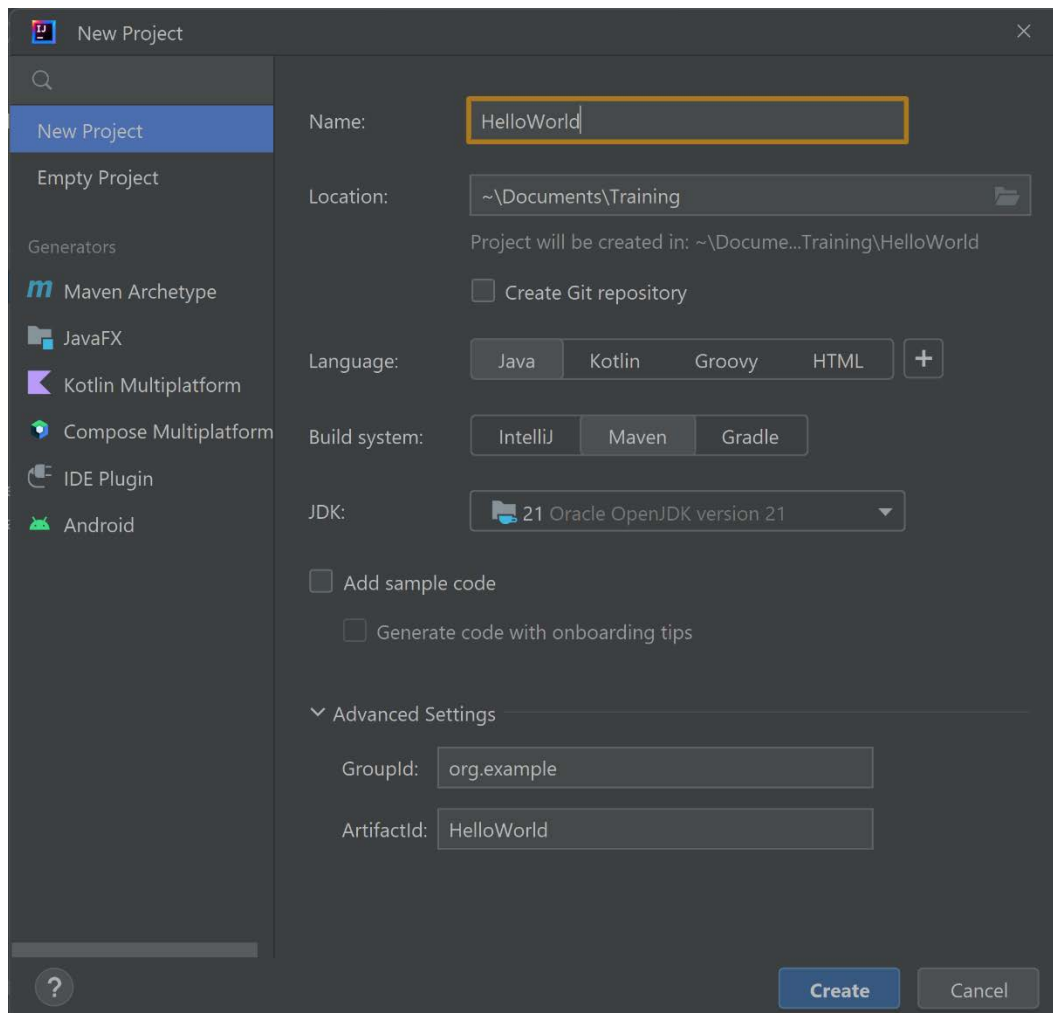 New Project
New Project
Empty Project
Generators
Maven Archetype
JavaFX
Kotlin Multiplatform
Compose Multiplatform
IDE Plugin
Android
Name: HelloWorld
Location: ~\Documents\Training
Project will be created in: ~\Docume...Training\HelloWorld
Create Git repository
Language: Java Kotlin Groovy HTML +
Build system: IntelliJ Maven Gradle
JDK: 21 Oracle OpenJDK version 21
Add sample code
Generate code with onboarding tips
Advanced Settings
GroupId: org.example
ArtifactId: HelloWorld
? Create Cancel